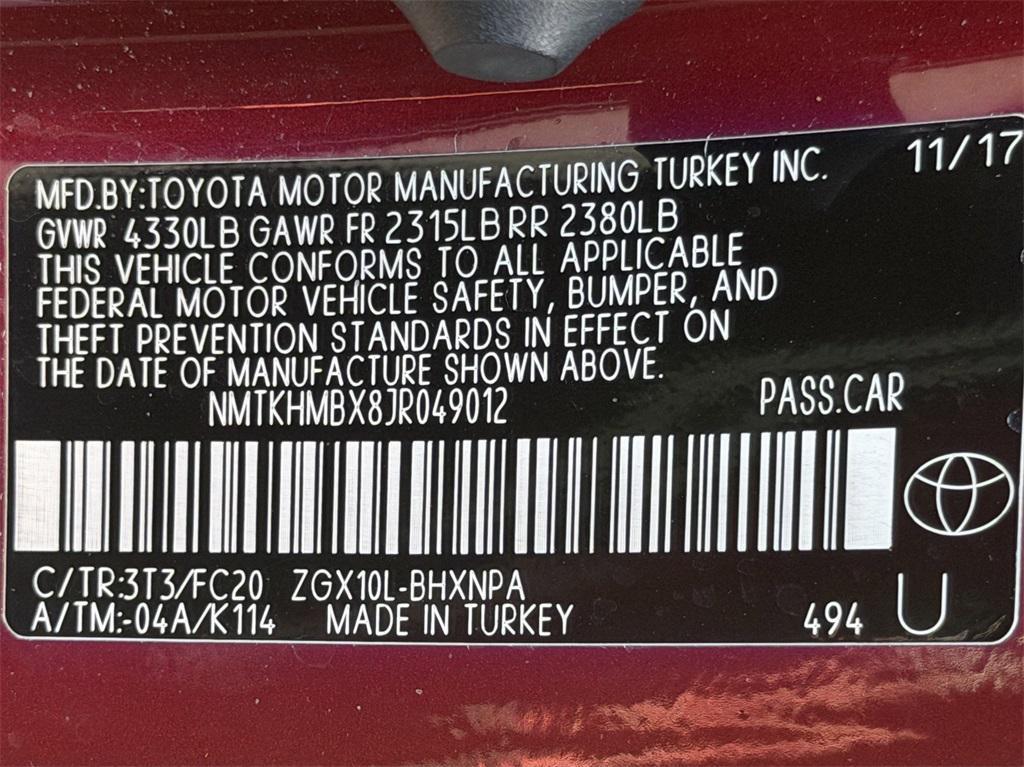 11/17
MFD.BY:TOYOTA MOTOR MANUFACTURING TURKEY INC.
GVWR 4330LB GAWR FR 2315LB RR 2380LB
THIS VEHICLE CONFORMS TO ALL APPLICABLE
FEDERAL MOTOR VEHICLE SAFETY, BUMPER, AND
THEFT PREVENTION STANDARDS IN EFFECT ON
THE DATE OF MANUFACTURE SHOWN ABOVE.
NMTKHMBX8JR049012 PASS.CAR
C/TR:3T3/FC20 ZGX10L-BHXNPA
A/TM:-04A/K114 MADE IN TURKEY 494 U